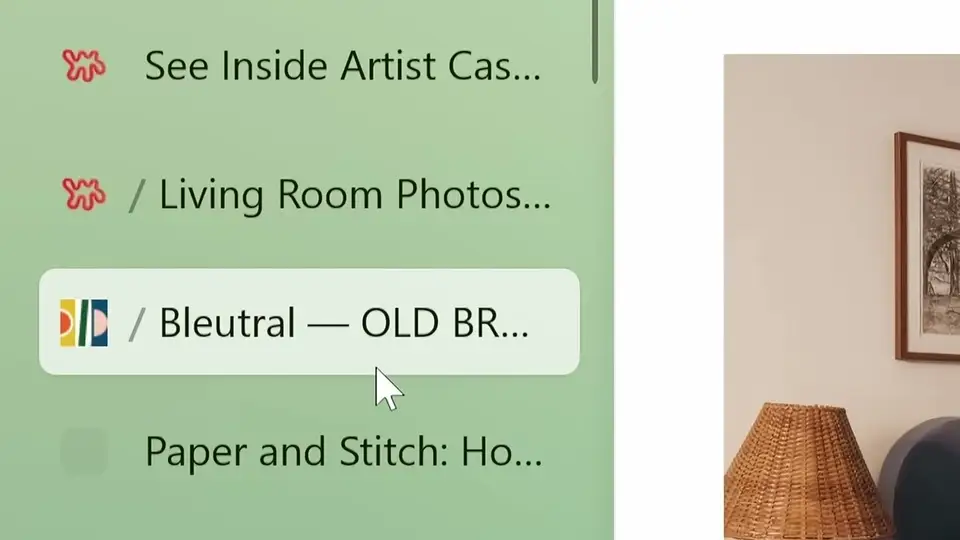 See Inside Artist Cas...
/ Living Room Photos...
/ Bleutral — OLD BR...
Paper and Stitch: Ho...